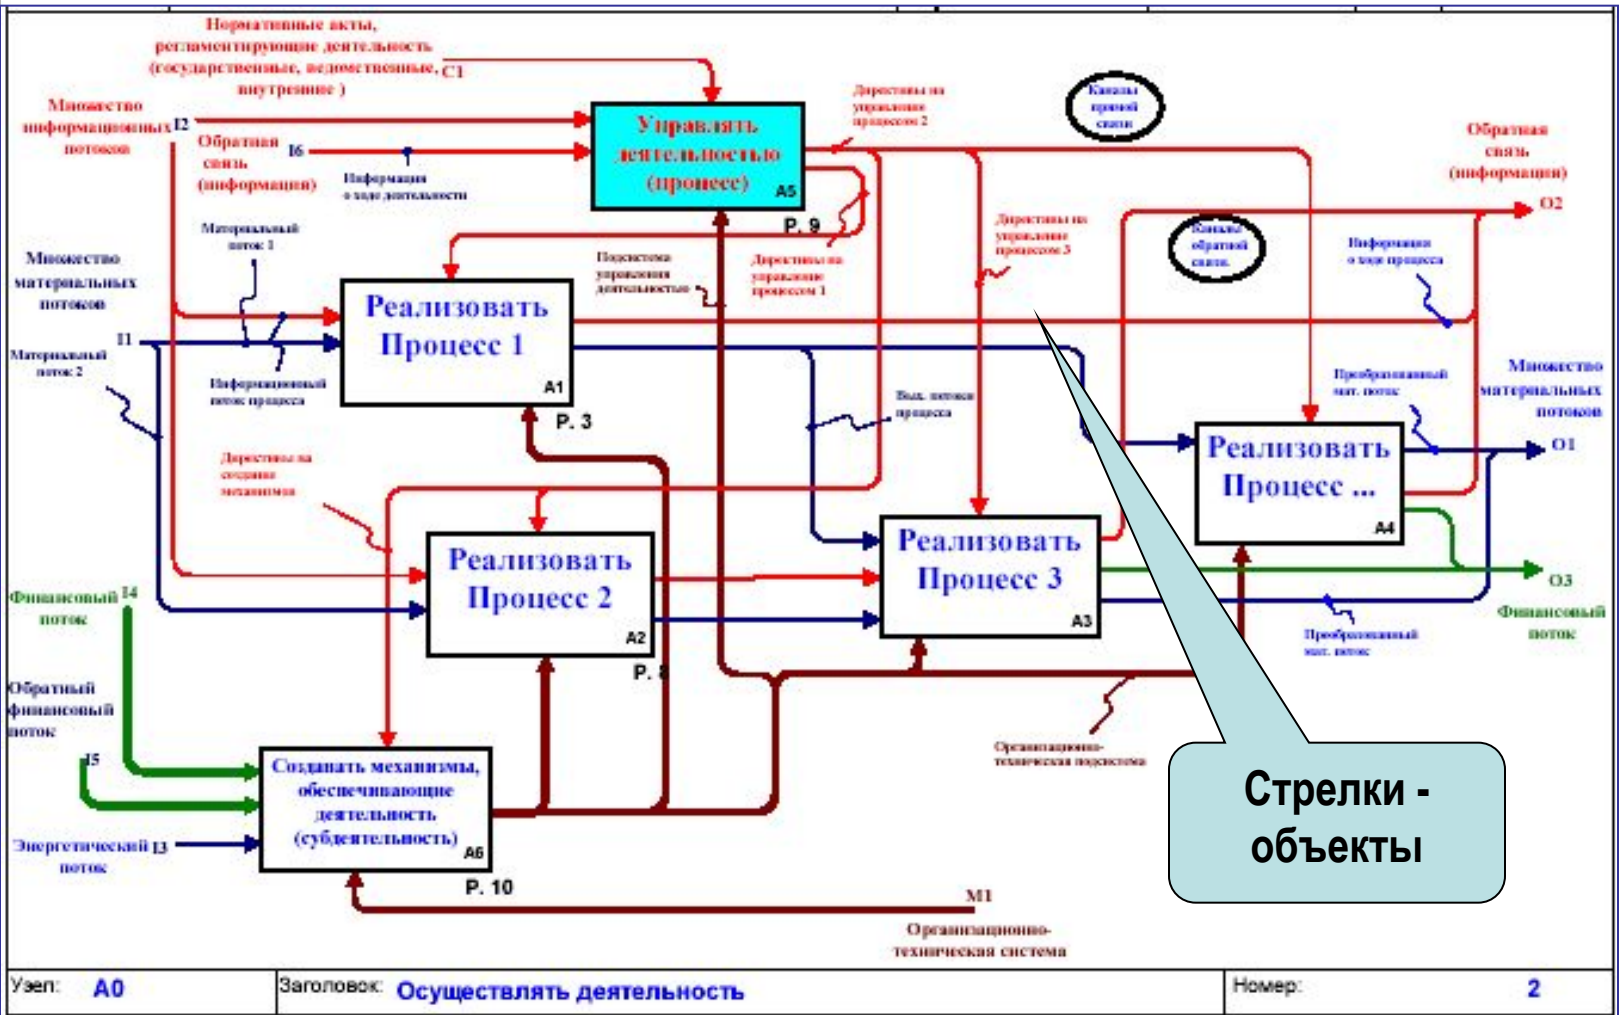 Нормативные акты,
регламентирующие деятельность
(государственные, ведомственные,
внутренние )
C1
Множество
информационных
потоков
I2
Обратная
связь
(информация)
I6
Информация
о ходе деятельности
Управлять
деятельностью
(процесс)
A5
P. 9
Директивы на
управление
процессом 2
Каналы
прямой
связи
Обратная
связь
(информация)
O2
Материальный
поток 1
Множество
материальных
потоков
I1
Материальный
поток 2
Подсистема
управления
деятельностью
Директивы на
управление
процессом 1
Директивы на
управление
процессом 3
Каналы
обратной
связи.
Информация
о ходе процесса
Реализовать
Процесс 1
A1
P. 3
Информационный
поток процесса
Вых. потоки
процесса
Преобразованный
мат. поток
Множество
материальных
потоков
O1
Реализовать
Процесс ...
A4
Директивы на
создание
механизмов
Реализовать
Процесс 2
A2
P. 8
Реализовать
Процесс 3
A3
O3
Финансовый
поток
Преобразованный
мат. поток
Финансовый
поток
I4
Обратный
финансовый
поток
I5
Энергетический
поток
I3
Создавать механизмы,
обеспечивающие
деятельность
(субдеятельность)
A6
P. 10
Организационно-
техническая подсистема
Стрелки -
объекты
M1
Организационно-
техническая система
Узел: A0
Заголовок: Осуществлять деятельность
Номер: 2